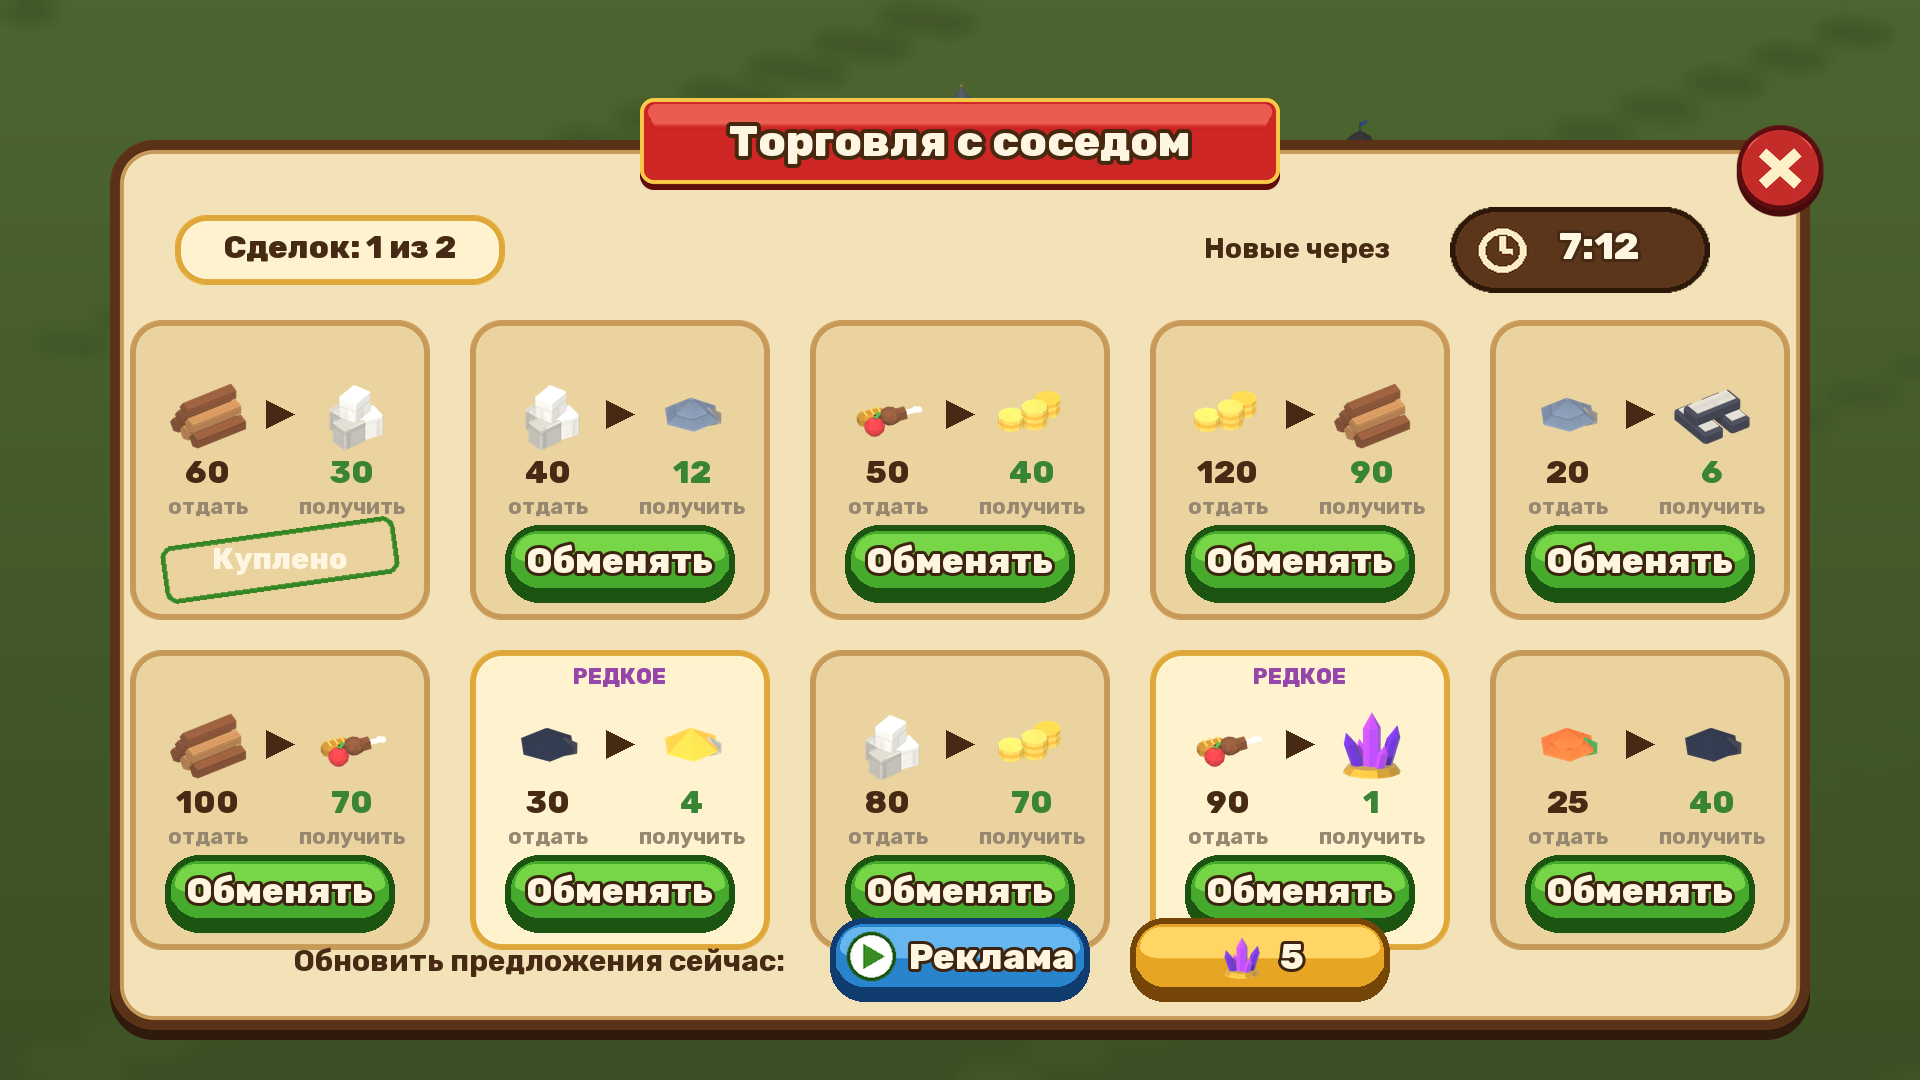 Торговля с соседом
Сделок: 1 из 2
Новые через
7:12
60 30
отдать получить
Куплено
40 12
отдать получить
Обменять
50 40
отдать получить
Обменять
120 90
отдать получить
Обменять
20 6
отдать получить
Обменять
100 70
отдать получить
Обменять
РЕДКОЕ
30 4
отдать получить
Обменять
80 70
отдать получить
Обменять
РЕДКОЕ
90 1
отдать получить
Обменять
25 40
отдать получить
Обменять
Обновить предложения сейчас:
Реклама
5